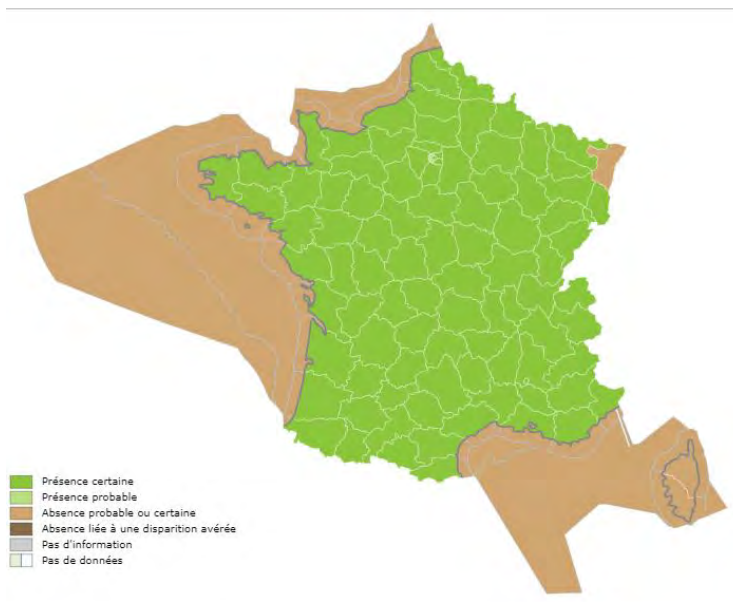 Présence certaine
Présence probable
Absence probable ou certaine
Absence liée à une disparition avérée
Pas d'information
Pas de données